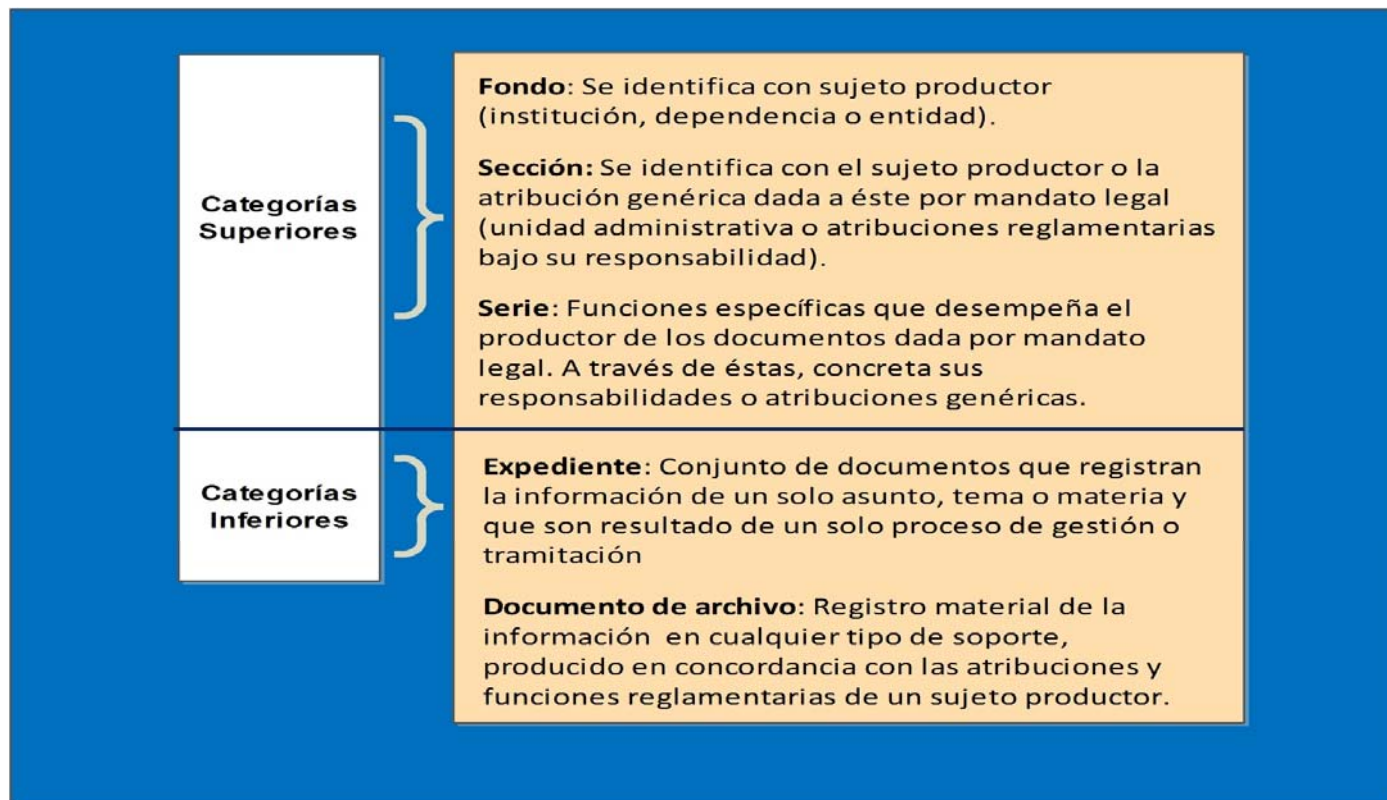 Categorías
Superiores
Fondo: Se identifica con sujeto productor
(institución, dependencia o entidad).
Sección: Se identifica con el sujeto productor o la
atribución genérica dada a éste por mandato legal
(unidad administrativa o atribuciones reglamentarias
bajo su responsabilidad).
Serie: Funciones específicas que desempeña el
productor de los documentos dada por mandato
legal. A través de éstas, concreta sus
responsabilidades o atribuciones genéricas.
Categorías
Inferiores
Expediente: Conjunto de documentos que registran
la información de un solo asunto, tema o materia y
que son resultado de un solo proceso de gestión o
tramitación
Documento de archivo: Registro material de la
información en cualquier tipo de soporte,
producido en concordancia con las atribuciones y
funciones reglamentarias de un sujeto productor.